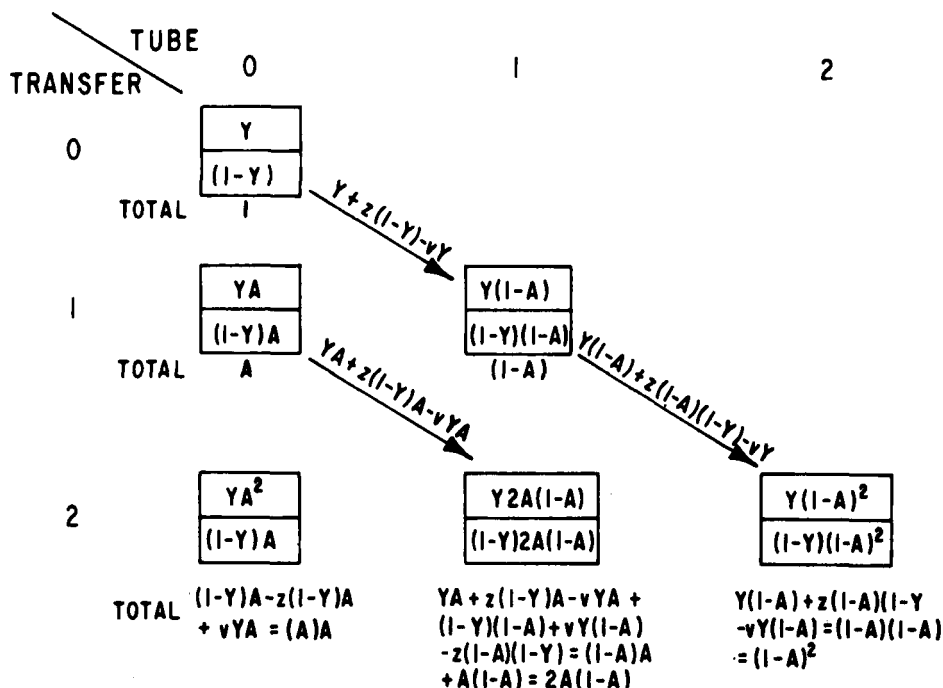 TUBE
TRANSFER
0 1 2
0
Y
(1-Y)
TOTAL 1
Y+z(1-Y)-vY
1
YA
(1-Y)A
TOTAL A
Y(1-A)
(1-Y)(1-A)
(1-A)
YA+z(1-Y)A-vYA
Y(1-A)+z(1-A)(1-Y)-vY
2
YA²
(1-Y)A
Y2A(1-A)
(1-Y)2A(1-A)
Y(1-A)²
(1-Y)(1-A)²
TOTAL
(1-Y)A-z(1-Y)A
+ vYA = (A)A
YA+z(1-Y)A-vYA +
(1-Y)(1-A)+vY(1-A)
-z(1-A)(1-Y)=(1-A)A
+A(1-A)=2A(1-A)
Y(1-A)+z(1-A)(1-Y
-vY(1-A)=(1-A)(1-A)
=(1-A)²